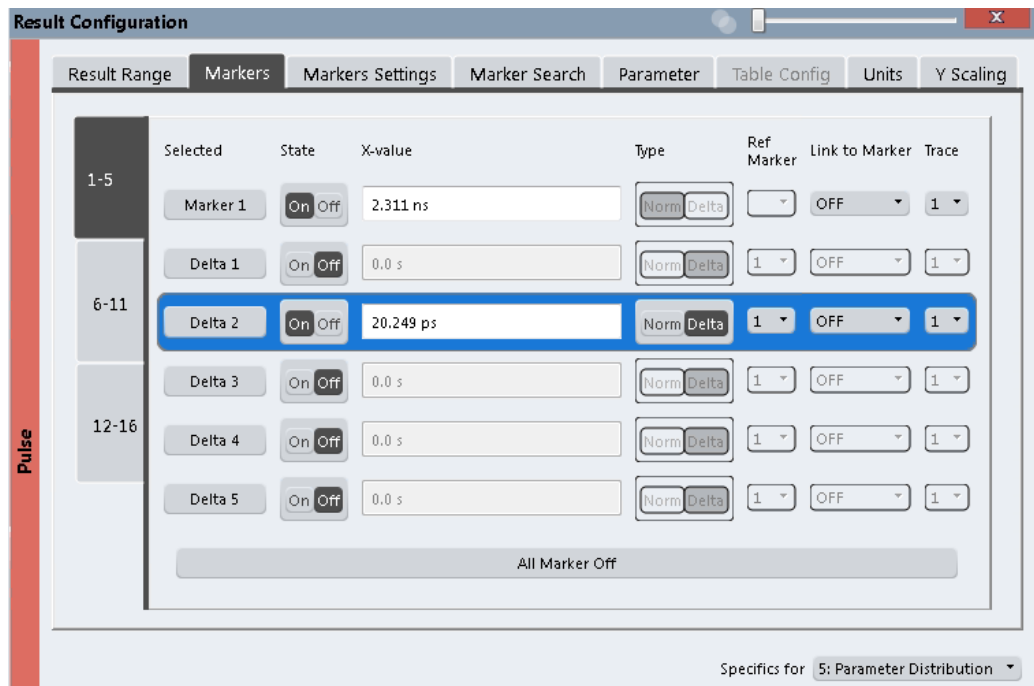 Result Configuration
x
Result Range Markers Markers Settings Marker Search Parameter Table Config Units Y Scaling
Selected State X-value Type Ref Marker Link to Marker Trace
1-5
6-11
12-16
Marker 1 On Off 2.311 ns Norm Delta OFF 1
Delta 1 On Off 0.0 s Norm Delta 1 OFF 1
Delta 2 On Off 20.249 ps Norm Delta 1 OFF 1
Delta 3 On Off 0.0 s Norm Delta 1 OFF 1
Delta 4 On Off 0.0 s Norm Delta 1 OFF 1
Delta 5 On Off 0.0 s Norm Delta 1 OFF 1
All Marker Off
Pulse
Specifics for 5: Parameter Distribution